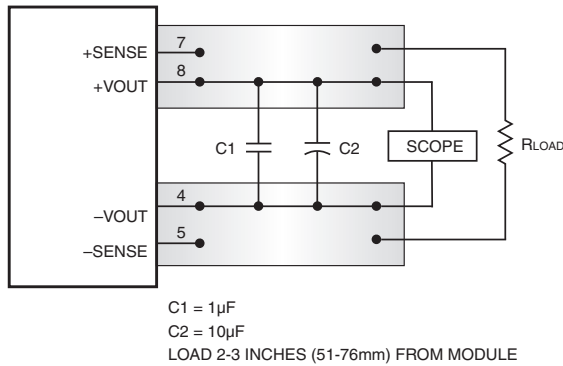 +SENSE
7
+VOUT
8
C1
C2
SCOPE
RLOAD
4
–VOUT
5
–SENSE
C1 = 1µF
C2 = 10µF
LOAD 2-3 INCHES (51-76mm) FROM MODULE